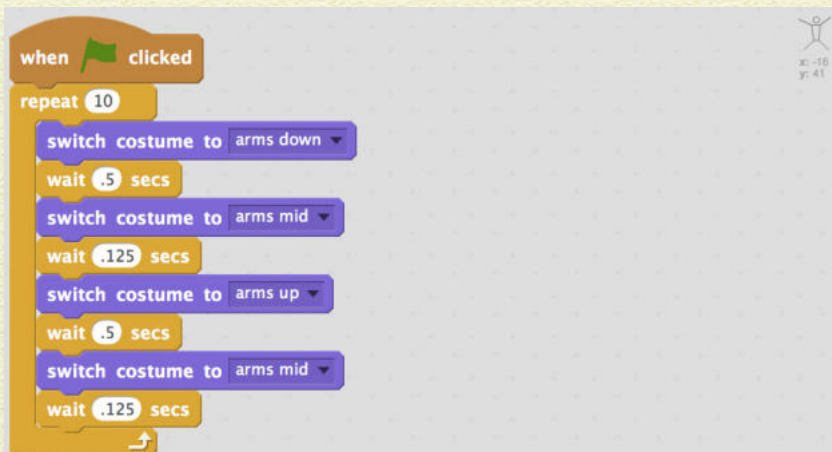 when clicked
repeat 10
switch costume to arms down
wait .5 secs
switch costume to arms mid
wait .125 secs
switch costume to arms up
wait .5 secs
switch costume to arms mid
wait .125 secs
x: -16
y: 41